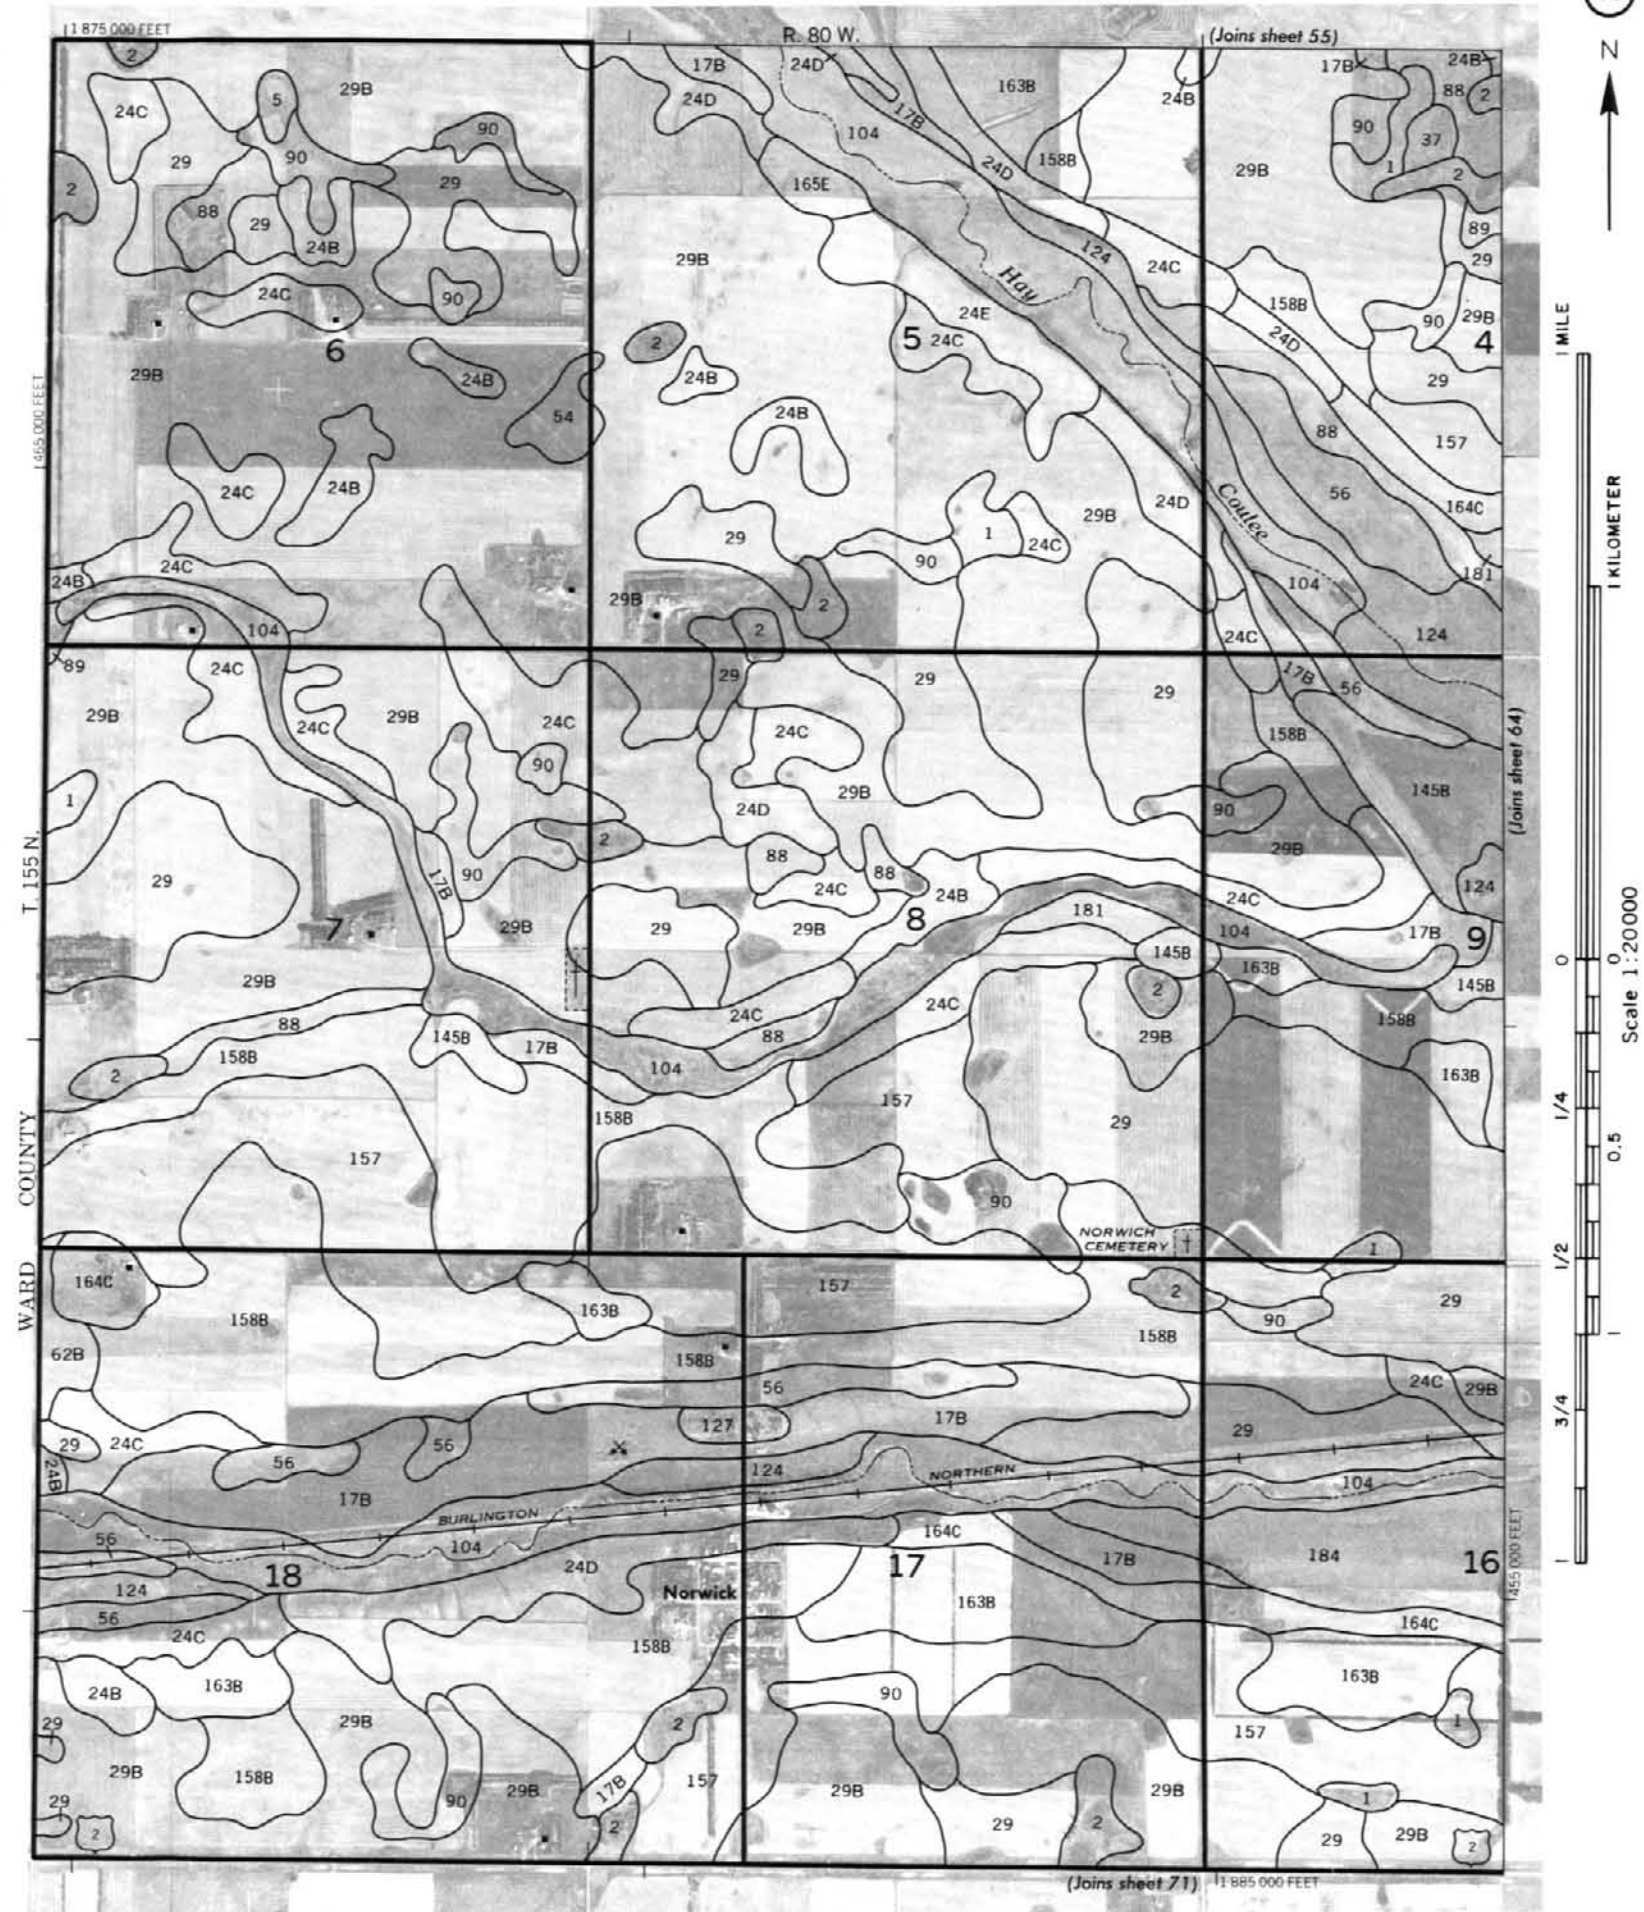 1 875 000 FEET
R. 80 W.
(Joins sheet 55)
N
2
24C
5
29B
29
90
90
29
2
88
29
24B
24C
90
6
29B
24B
54
24C
24B
24B
24C
104
17B
24D
24D
17B
104
163B
24B
158B
24D
165E
29B
124
24C
Hay
24E
5
24C
2
24B
24B
29
1
24C
90
29B
24D
2
29B
2
17B
24B
88
2
90
37
1
2
29B
89
29
158B
90
29B
4
24D
29
88
157
56
164C
Coulee
181
104
124
24C
1465 000 FEET
89
24C
29B
24C
29B
24C
90
1
29
17B
90
2
7
29B
29B
88
145B
17B
158B
2
157
29
24C
29
29
29B
24D
88
88
24C
24B
29
29B
8
181
24C
88
24C
104
157
158B
145B
2
29B
29
90
NORWICH
CEMETERY
17B
56
158B
145B
90
29B
124
24C
17B
9
104
163B
145B
158B
163B
1
(Joins sheet 64)
T. 155 N.
WARD COUNTY
164C
158B
163B
62B
158B
29
24C
56
56
24B
17B
BURLINGTON
56
104
18
24D
124
56
24C
Norwick
158B
24B
163B
29B
29
29B
158B
90
29B
17B
2
157
2
29
2
157
158B
2
90
29
56
127
17B
24C
29B
29
124
NORTHERN
104
164C
17
17B
184
16
163B
164C
163B
90
1
157
29B
29
2
29B
1
29
29B
2
(Joins sheet 71)
1 885 000 FEET
1455 000 FEET
1 MILE
1 KILOMETER
0
0
Scale 1:20000
1/4
0.5
1/2
1
3/4
1